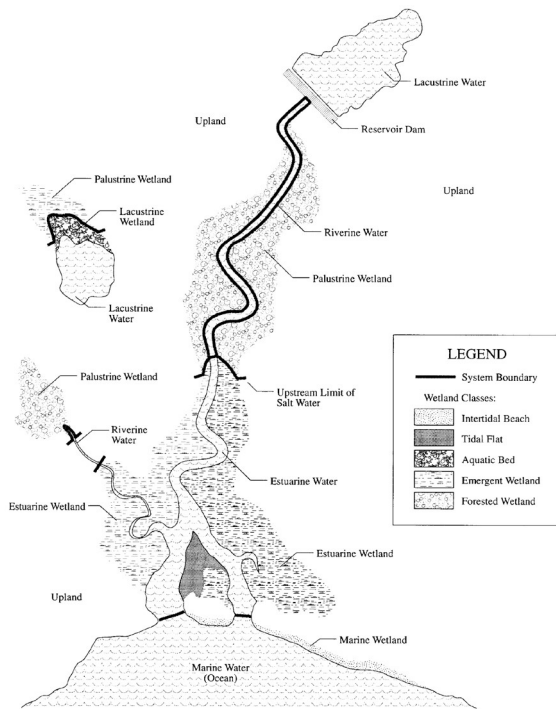 Lacustrine Water
Reservoir Dam
Upland
Palustrine Wetland
Upland
Lacustrine
Wetland
Riverine Water
Palustrine Wetland
Lacustrine
Water
LEGEND
System Boundary
Palustrine Wetland
Upstream Limit of
Salt Water
Wetland Classes:
Intertidal Beach
Riverine
Water
Tidal Flat
Aquatic Bed
Estuarine Water
Emergent Wetland
Forested Wetland
Estuarine Wetland
Estuarine Wetland
Upland
Marine Wetland
Marine Water
(Ocean)